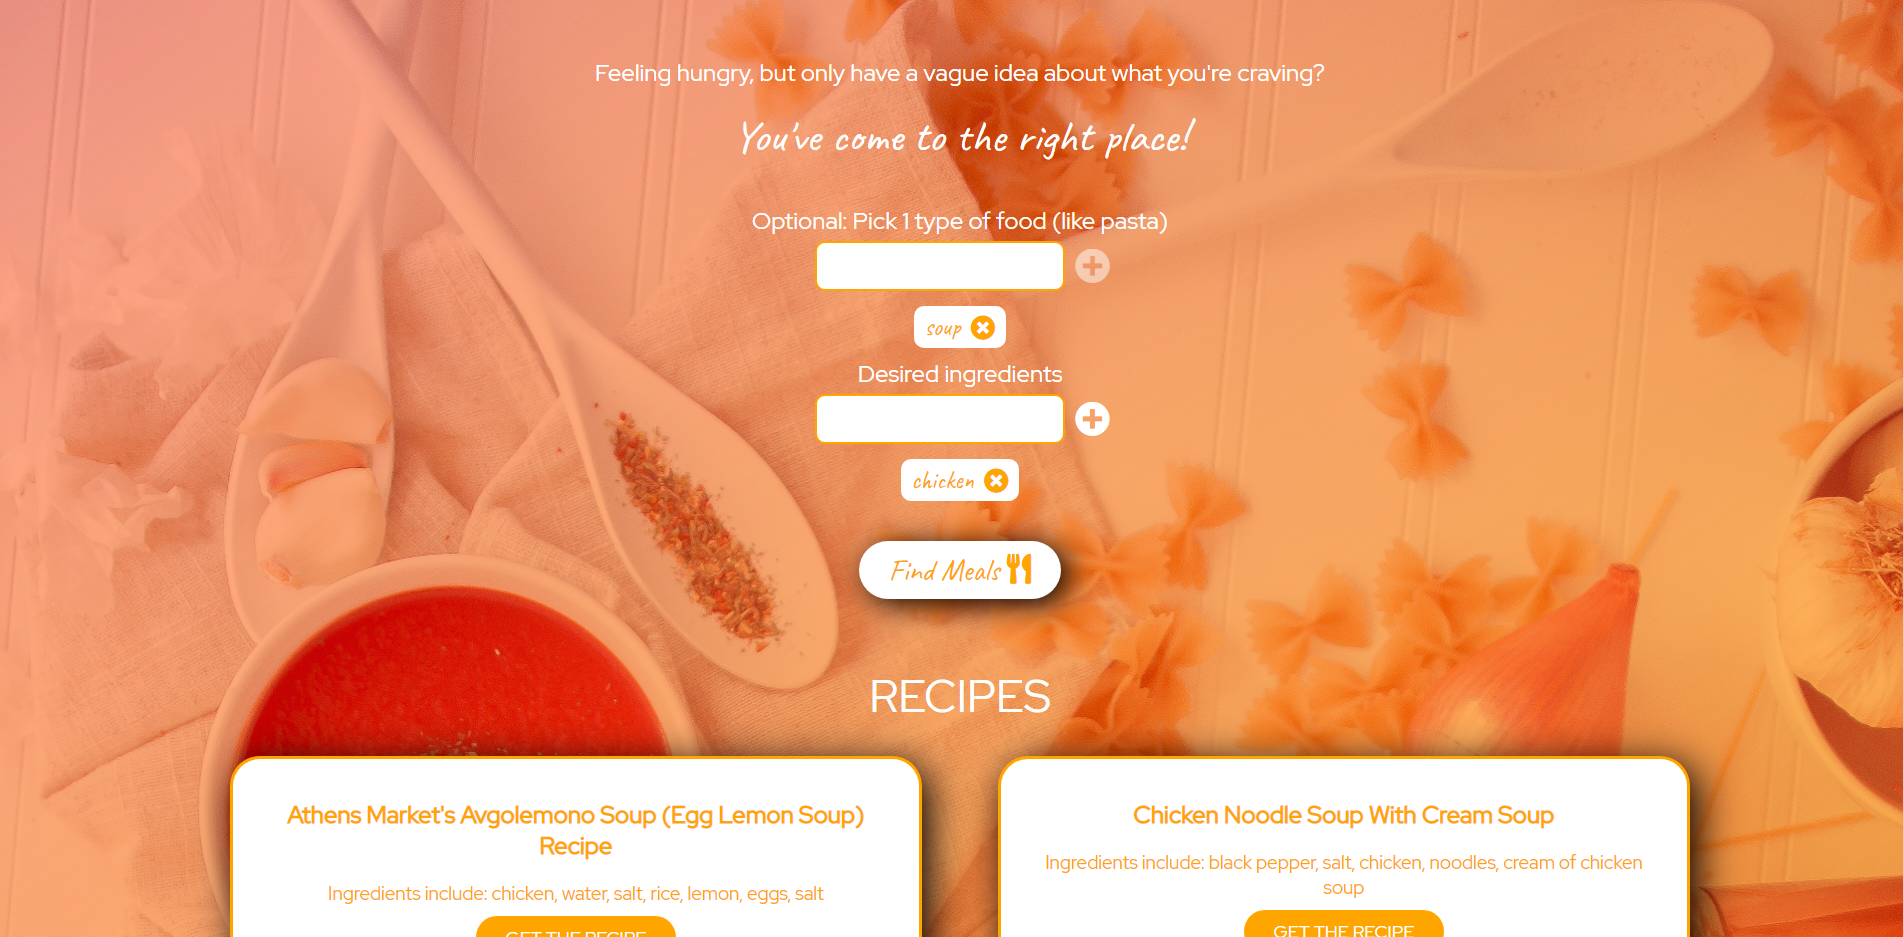 Feeling hungry, but only have a vague idea about what you're craving?
You've come to the right place!
Optional: Pick 1 type of food (like pasta)
soup
Desired ingredients
chicken
Find Meals
RECIPES
Athens Market's Avgolemono Soup (Egg Lemon Soup)
Recipe
Ingredients include: chicken, water, salt, rice, lemon, eggs, salt
GET THE RECIPE
Chicken Noodle Soup With Cream Soup
Ingredients include: black pepper, salt, chicken, noodles, cream of chicken
soup
GET THE RECIPE